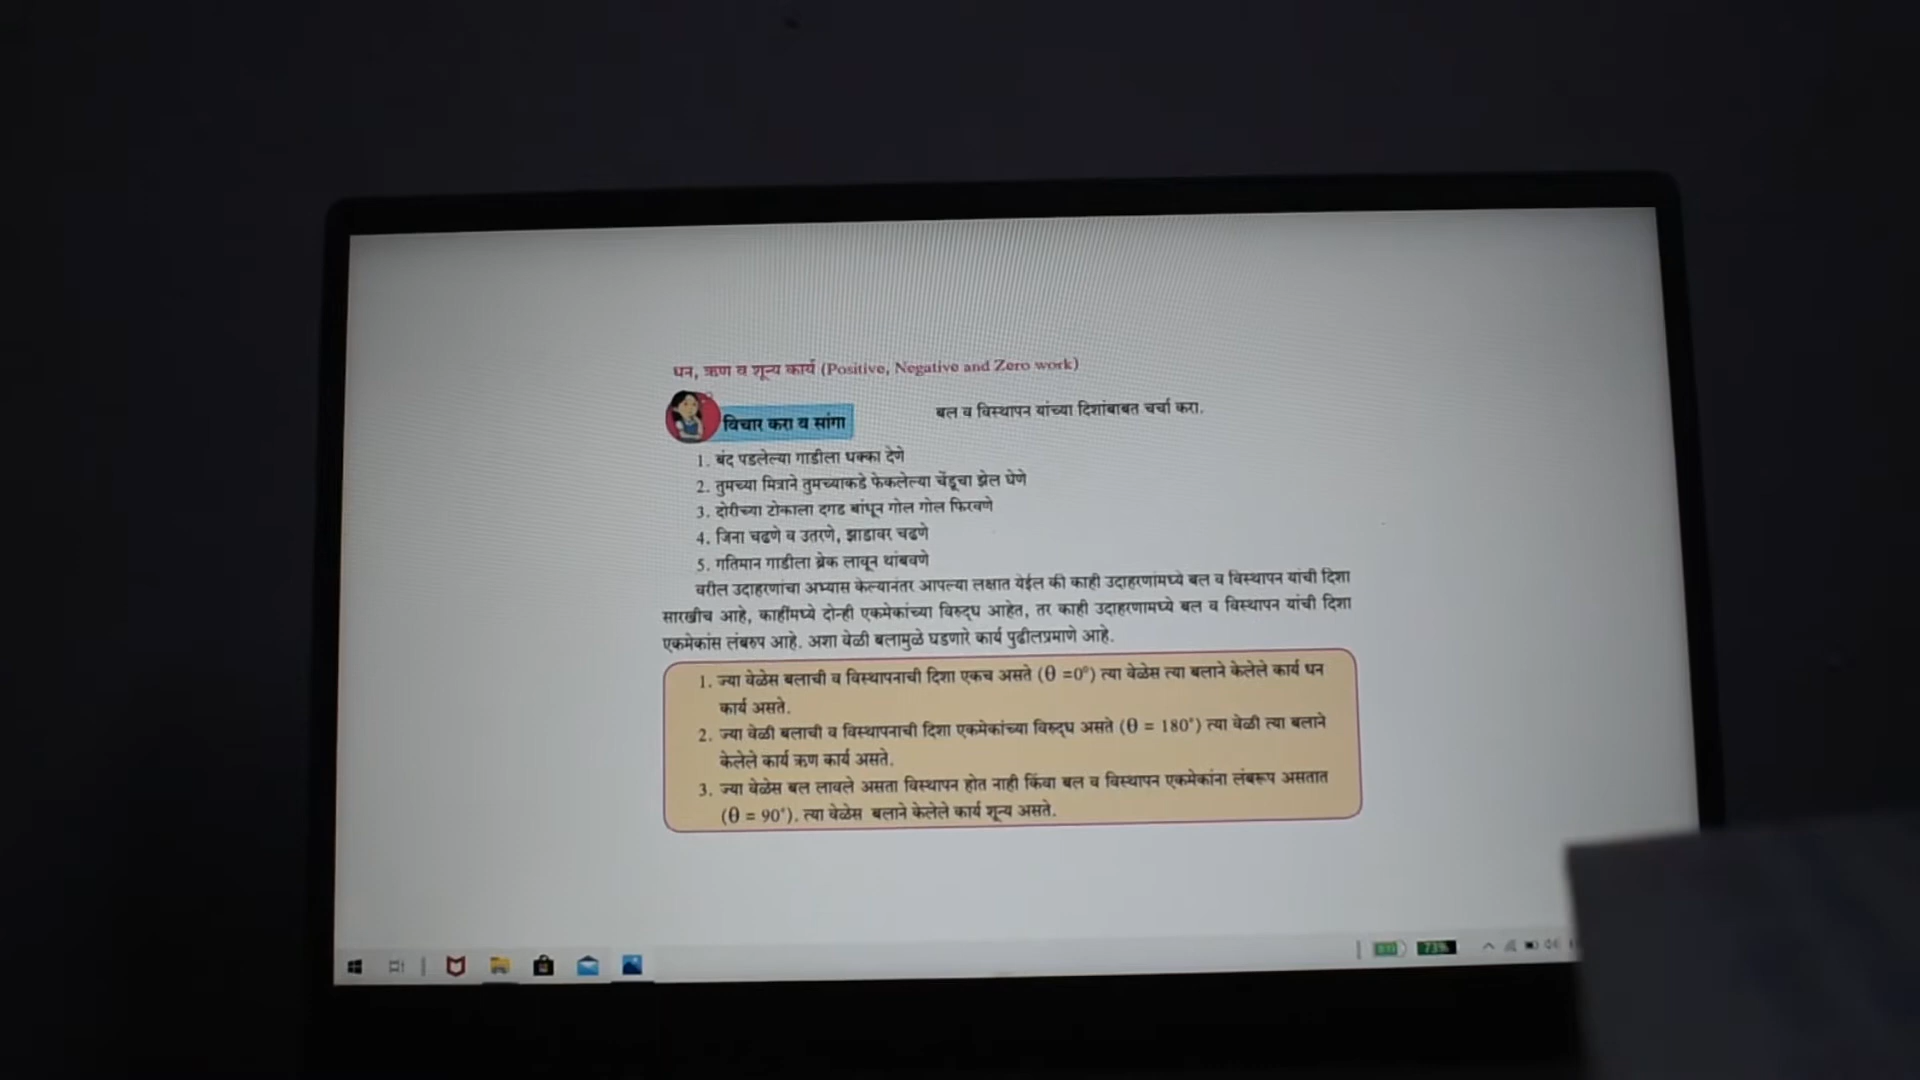 धन, ऋण व शून्य कार्य (Positive, Negative and Zero work)
विचार करा व सांगा
बल व विस्थापन यांच्या दिशांबाबत चर्चा करा.
1. बंद पडलेल्या गाडीला धक्का देणे
2. तुमच्या मित्राने तुमच्याकडे फेकलेल्या चेंडूचा झेल घेणे
3. दोरीच्या टोकाला दगड बांधून गोल गोल फिरवणे
4. जिना चढणे व उतरणे, झाडावर चढणे
5. गतिमान गाडीला ब्रेक लावून थांबवणे
वरील उदाहरणांचा अभ्यास केल्यानंतर आपल्या लक्षात येईल की काही उदाहरणांमध्ये बल व विस्थापन यांची दिशा
सारखीच आहे, काहींमध्ये दोन्ही एकमेकांच्या विरुद्ध आहेत, तर काही उदाहरणामध्ये बल व विस्थापन यांची दिशा
एकमेकांस लंबरुप आहे. अशा वेळी बलामुळे घडणारे कार्य पुढीलप्रमाणे आहे.
1. ज्या वेळेस बलाची व विस्थापनाची दिशा एकच असते (θ =0°) त्या वेळेस त्या बलाने केलेले कार्य धन
कार्य असते.
2. ज्या वेळी बलाची व विस्थापनाची दिशा एकमेकांच्या विरुद्ध असते (θ = 180°) त्या वेळी त्या बलाने
केलेले कार्य ऋण कार्य असते.
3. ज्या वेळेस बल लावले असता विस्थापन होत नाही किंवा बल व विस्थापन एकमेकांना लंबरूप असतात
(θ = 90°), त्या वेळेस बलाने केलेले कार्य शून्य असते.
73%